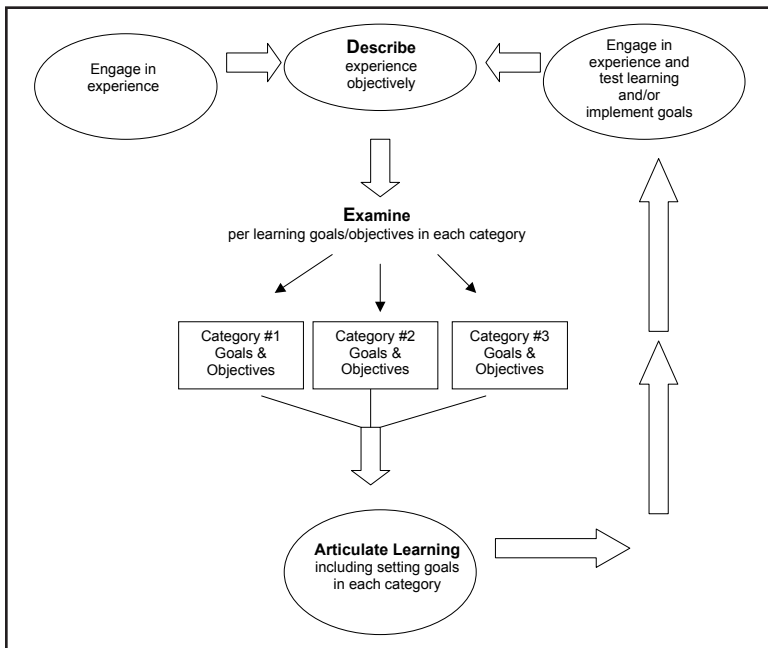 Engage in
experience
Describe
experience
objectively
Engage in
experience and
test learning
and/or
implement goals
Examine
per learning goals/objectives in each category
Category #1
Goals &
Objectives
Category #2
Goals &
Objectives
Category #3
Goals &
Objectives
Articulate Learning
including setting goals
in each category